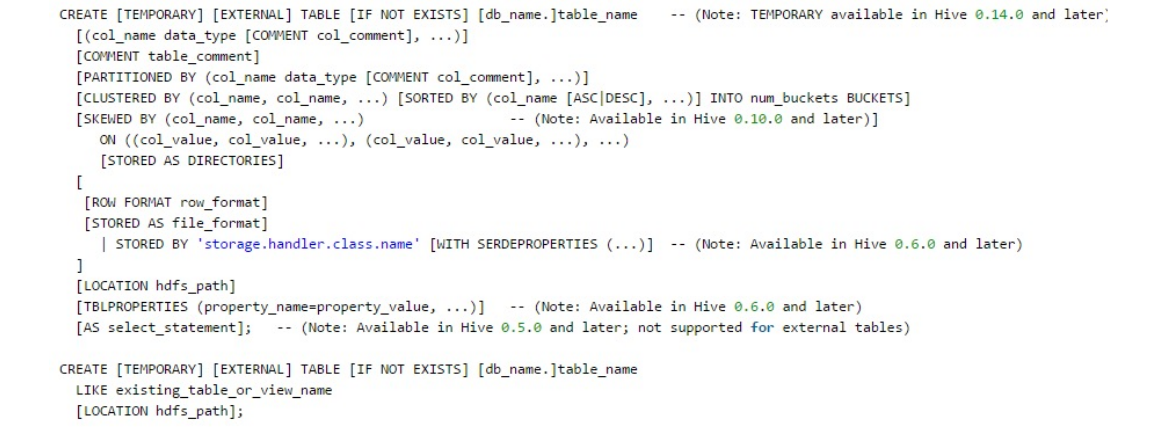 CREATE [TEMPORARY] [EXTERNAL] TABLE [IF NOT EXISTS] [db_name.]table_name    -- (Note: TEMPORARY available in Hive 0.14.0 and later)
  [(col_name data_type [COMMENT col_comment], ...)]
  [COMMENT table_comment]
  [PARTITIONED BY (col_name data_type [COMMENT col_comment], ...)]
  [CLUSTERED BY (col_name, col_name, ...) [SORTED BY (col_name [ASC|DESC], ...)] INTO num_buckets BUCKETS]
  [SKEWED BY (col_name, col_name, ...)                  -- (Note: Available in Hive 0.10.0 and later)]
     ON ((col_value, col_value, ...), (col_value, col_value, ...), ...)
     [STORED AS DIRECTORIES]
  [
   [ROW FORMAT row_format]
   [STORED AS file_format]
     | STORED BY 'storage.handler.class.name' [WITH SERDEPROPERTIES (...)]  -- (Note: Available in Hive 0.6.0 and later)
  ]
  [LOCATION hdfs_path]
  [TBLPROPERTIES (property_name=property_value, ...)]   -- (Note: Available in Hive 0.6.0 and later)
  [AS select_statement];   -- (Note: Available in Hive 0.5.0 and later; not supported for external tables)
CREATE [TEMPORARY] [EXTERNAL] TABLE [IF NOT EXISTS] [db_name.]table_name
  LIKE existing_table_or_view_name
  [LOCATION hdfs_path];